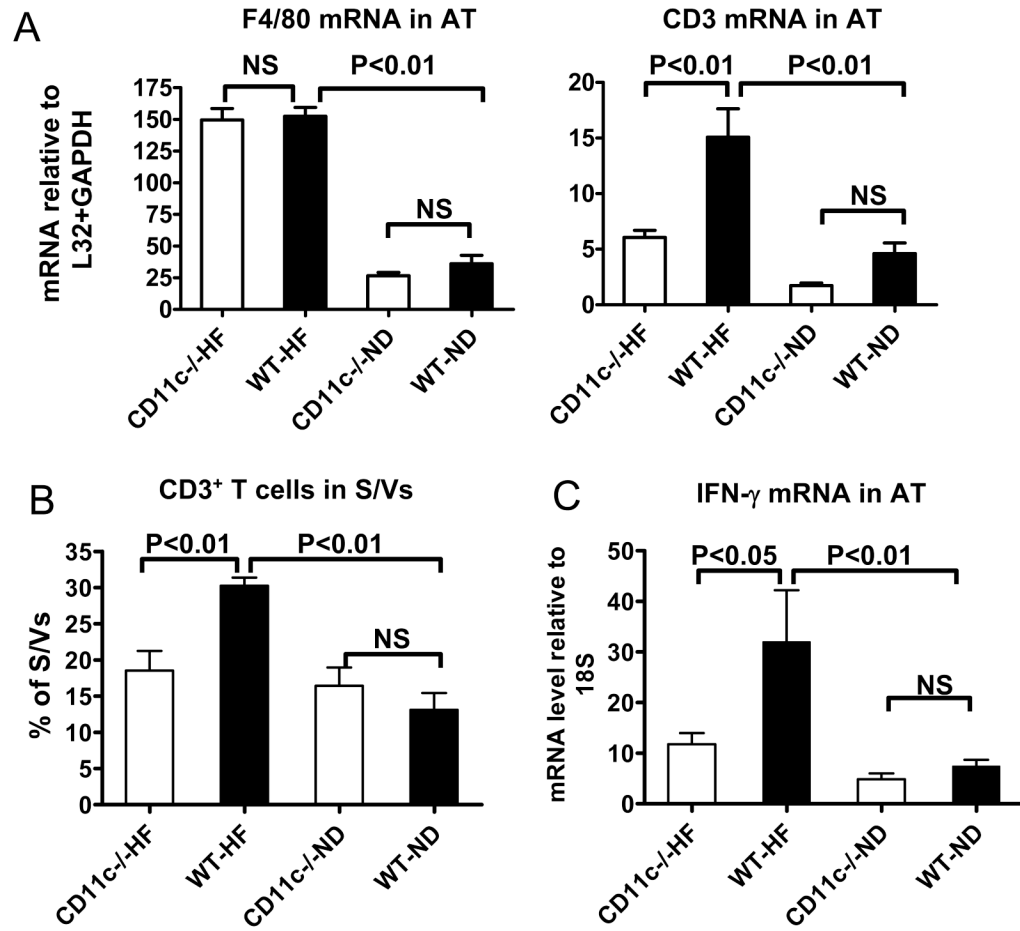 A
F4/80 mRNA in AT
NS
P<0.01
mRNA relative to
L32+GAPDH
175
150
125
100
75
50
25
0
NS
CD11c-/-HF
WT-HF
CD11c-/-ND
WT-ND
CD3 mRNA in AT
P<0.01
P<0.01
20
15
10
5
0
NS
CD11c-/-HF
WT-HF
CD11c-/-ND
WT-ND
B
CD3⁺ T cells in S/Vs
P<0.01
P<0.01
% of S/Vs
35
30
25
20
15
10
5
0
NS
CD11c-/-HF
WT-HF
CD11c-/-ND
WT-ND
C
IFN-γ mRNA in AT
P<0.05
P<0.01
mRNA level relative to
18S
50
40
30
20
10
0
NS
CD11c-/-HF
WT-HF
CD11c-/-ND
WT-ND